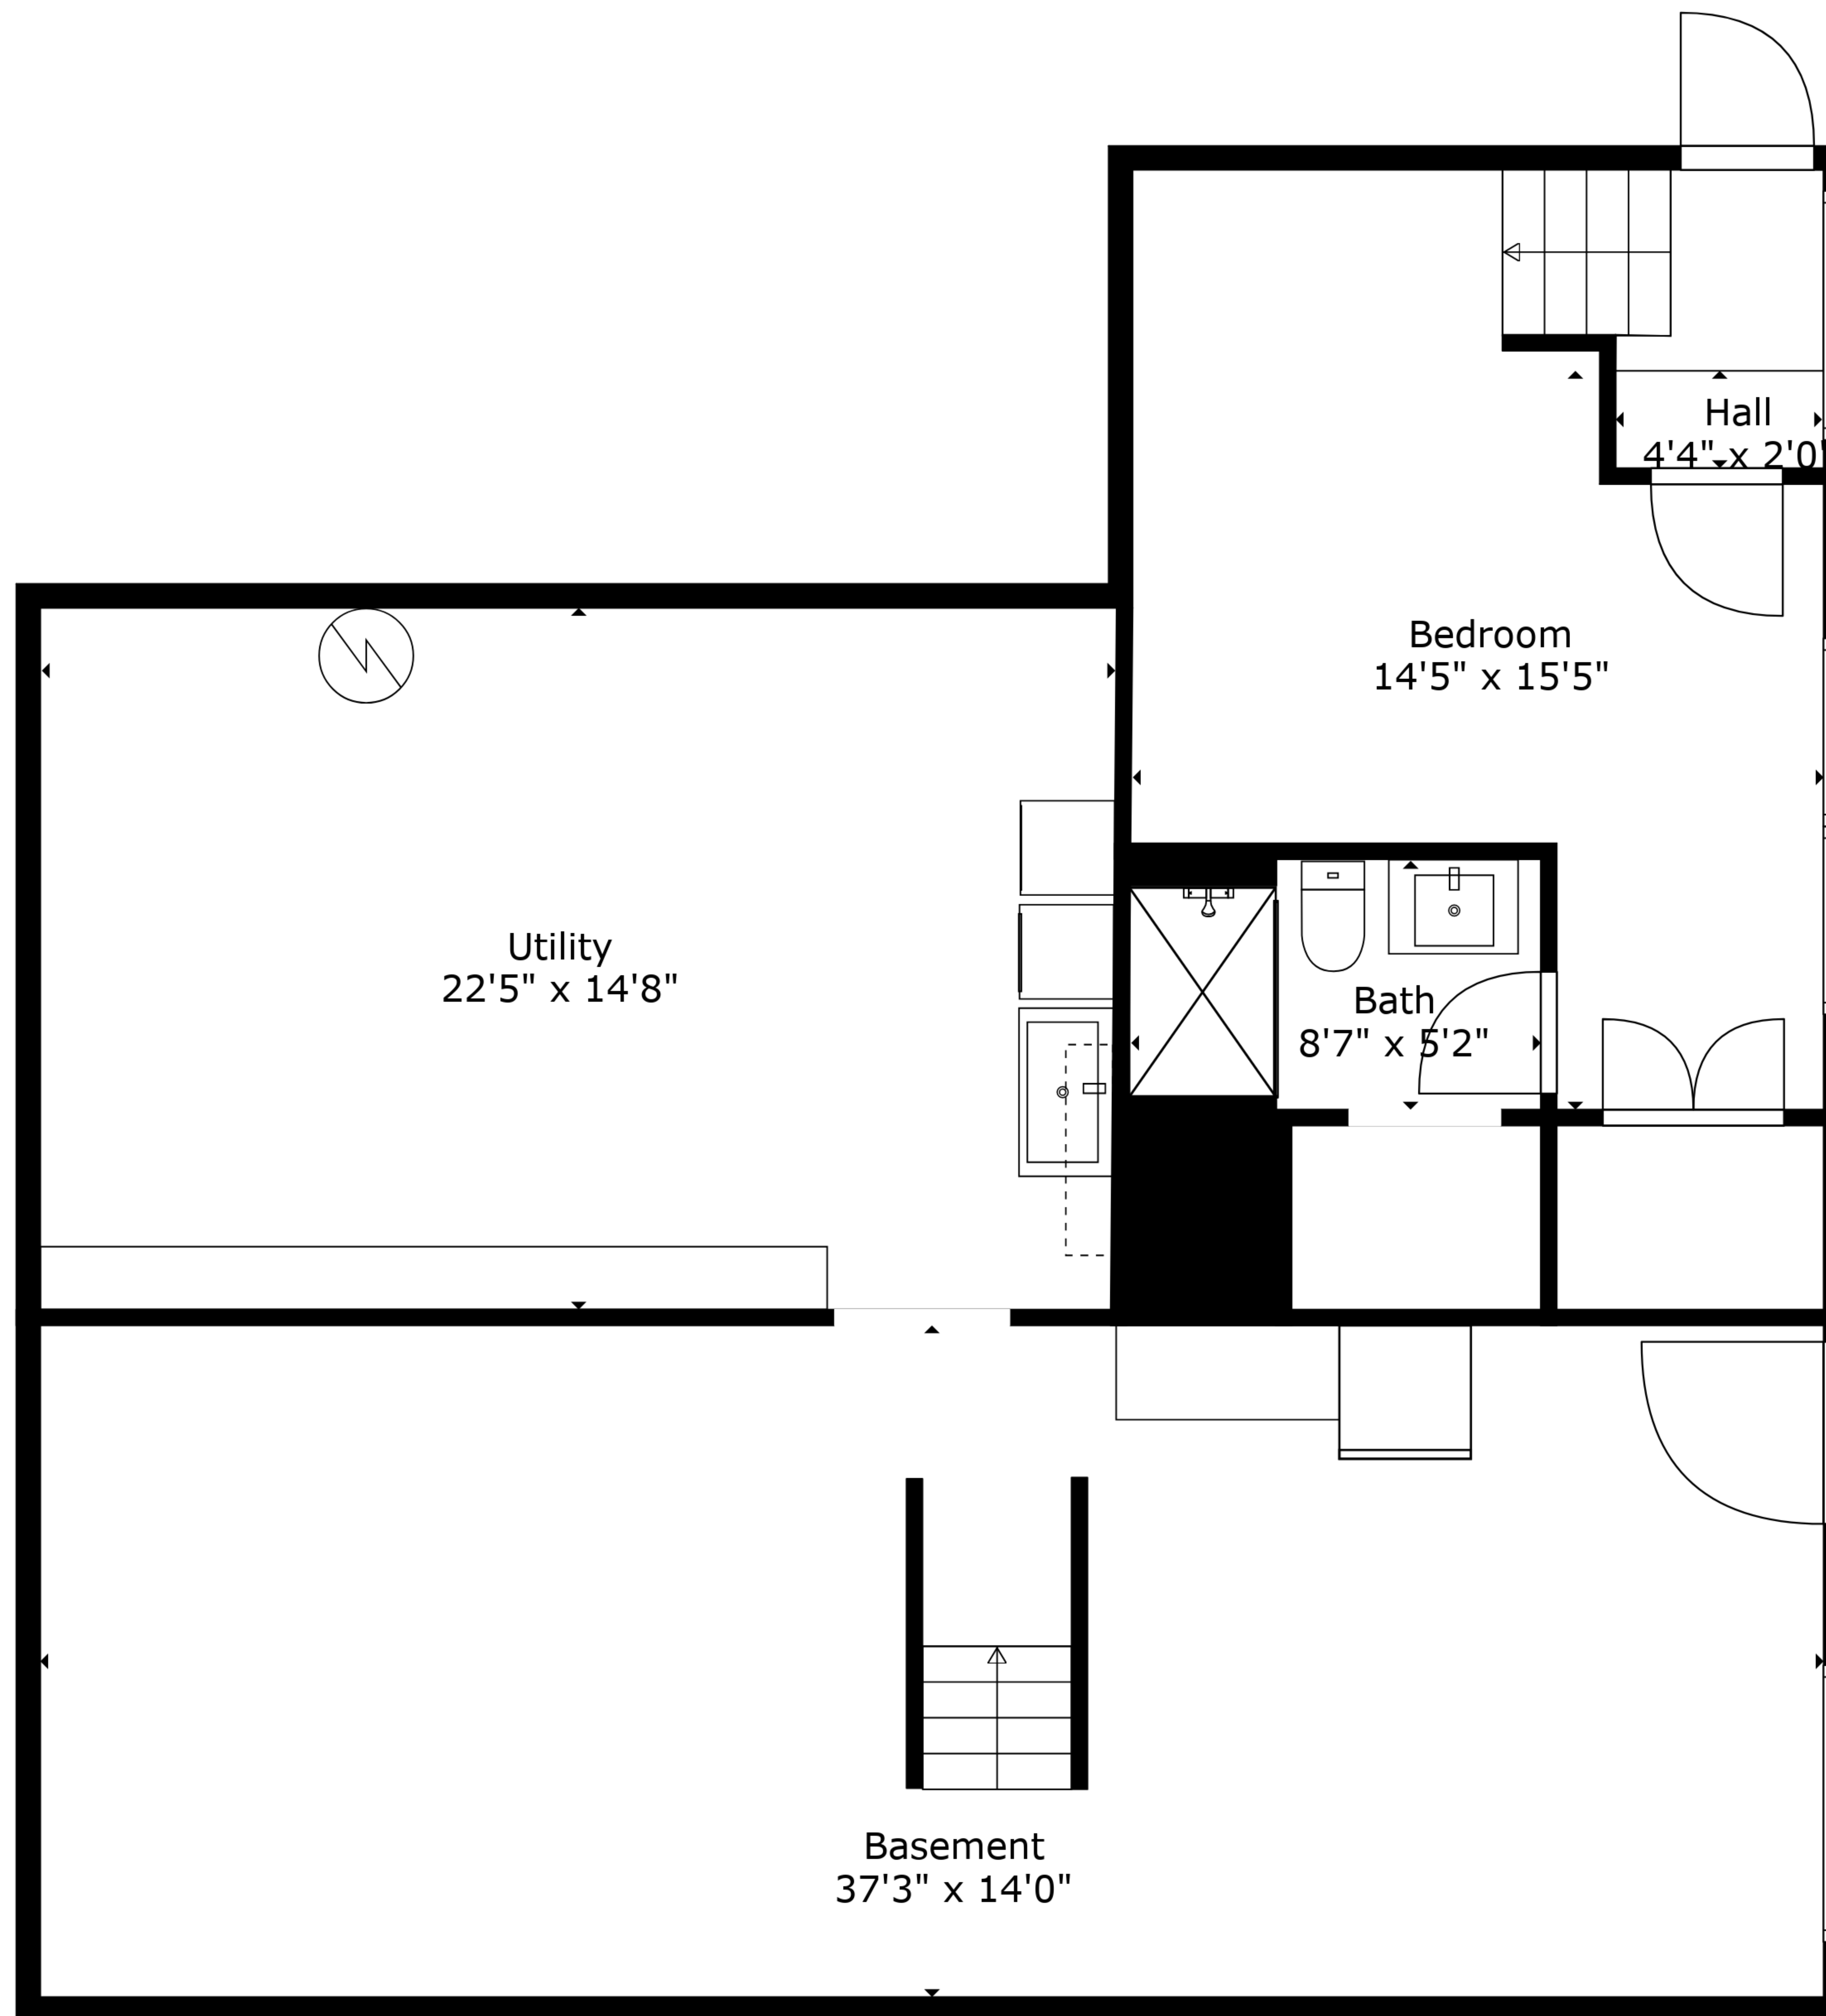 Hall
4'4" x 2'0"
Bedroom
14'5" x 15'5"
Utility
22'5" x 14'8"
Bath
8'7" x 5'2"
Basement
37'3" x 14'0"